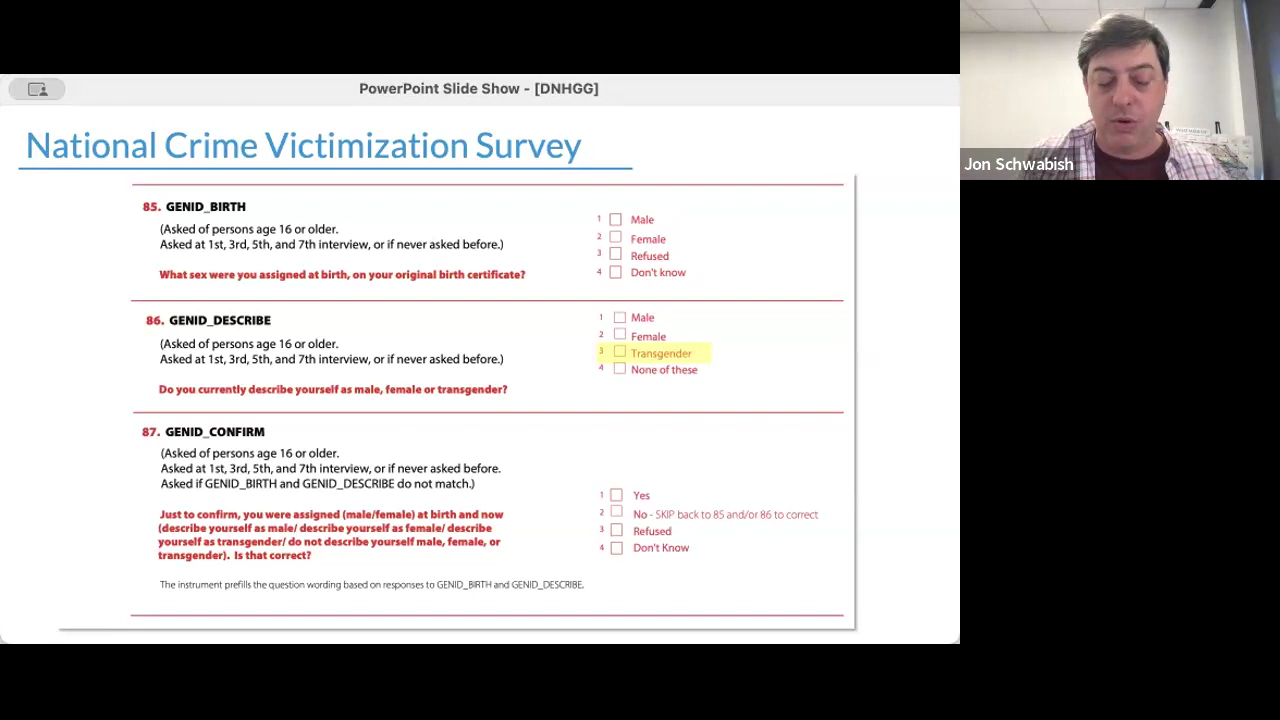 PowerPoint Slide Show - [DNHGG]
National Crime Victimization Survey
85. GENID_BIRTH
(Asked of persons age 16 or older.
Asked at 1st, 3rd, 5th, and 7th interview, or if never asked before.)
What sex were you assigned at birth, on your original birth certificate?
1 Male
2 Female
3 Refused
4 Don't know
86. GENID_DESCRIBE
(Asked of persons age 16 or older.
Asked at 1st, 3rd, 5th, and 7th interview, or if never asked before.)
Do you currently describe yourself as male, female or transgender?
1 Male
2 Female
3 Transgender
4 None of these
87. GENID_CONFIRM
(Asked of persons age 16 or older.
Asked at 1st, 3rd, 5th, and 7th interview, or if never asked before.
Asked if GENID_BIRTH and GENID_DESCRIBE do not match.)
Just to confirm, you were assigned (male/female) at birth and now
(describe yourself as male/ describe yourself as female/ describe
yourself as transgender/ do not describe yourself male, female, or
transgender). Is that correct?
1 Yes
2 No - SKIP back to 85 and/or 86 to correct
3 Refused
4 Don't Know
The instrument prefills the question wording based on responses to GENID_BIRTH and GENID_DESCRIBE.
Jon Schwabish